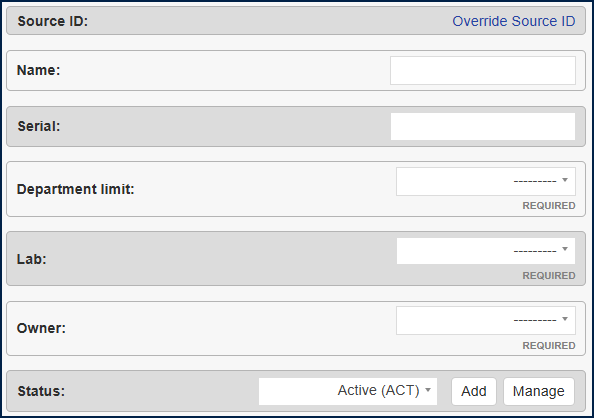 Source ID: Override Source ID
Name:
Serial:
Department limit: ---------
REQUIRED
Lab: ---------
REQUIRED
Owner: ---------
REQUIRED
Status: Active (ACT) Add Manage